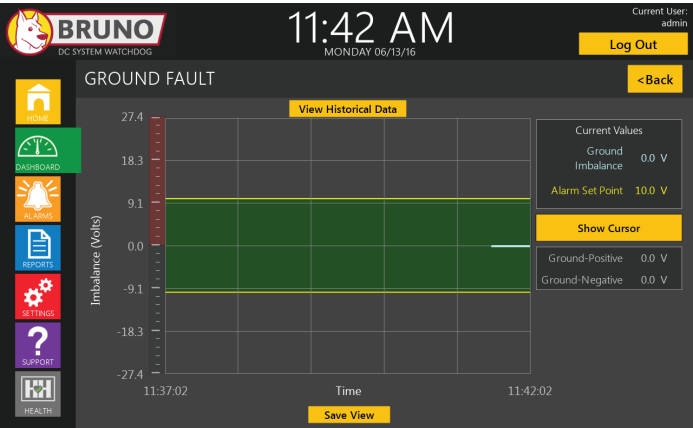 BRUNO
DC SYSTEM WATCHDOG
11:42 AM
MONDAY 06/13/16
Current User:
admin
Log Out
GROUND FAULT
<Back
HOME
DASHBOARD
ALARMS
REPORTS
SETTINGS
?
SUPPORT
HEALTH
View Historical Data
27.4
18.3
9.1
0.0
-9.1
-18.3
-27.4
Imbalance (Volts)
11:37:02
Time
11:42:02
Save View
Current Values
Ground
Imbalance 0.0 V
Alarm Set Point 10.0 V
Show Cursor
Ground-Positive 0.0 V
Ground-Negative 0.0 V